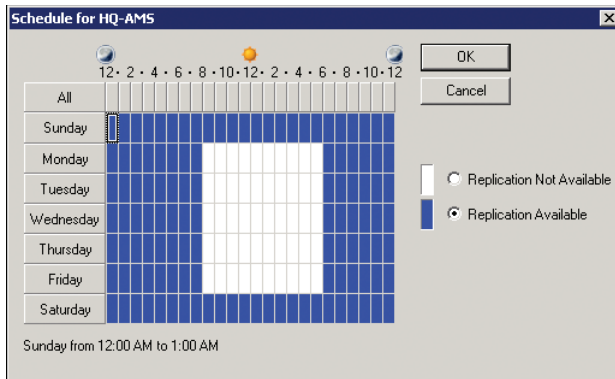 Schedule for HQ-AMS
12 · 2 · 4 · 6 · 8 · 10 · 12 · 2 · 4 · 6 · 8 · 10 · 12
OK
Cancel
All
Sunday
Monday
Tuesday
Wednesday
Thursday
Friday
Saturday
Replication Not Available
Replication Available
Sunday from 12:00 AM to 1:00 AM